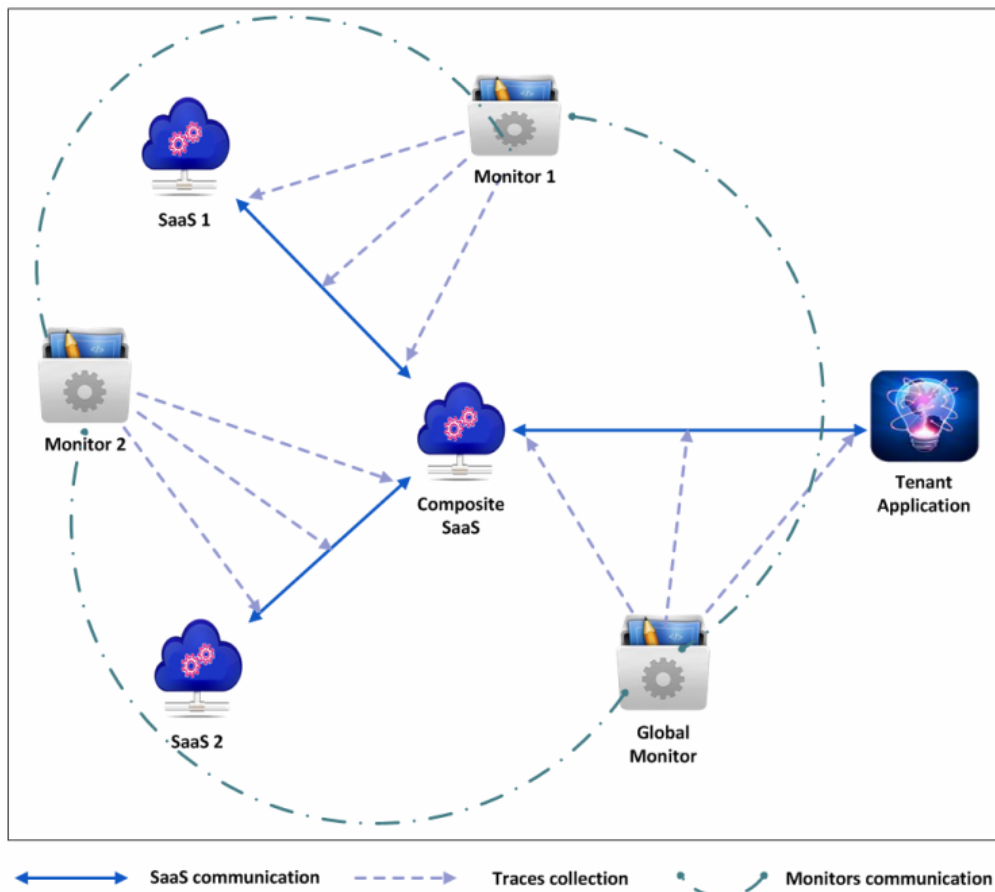 Monitor 1
SaaS 1
Monitor 2
Composite
SaaS
Tenant
Application
SaaS 2
Global
Monitor
SaaS communication
Traces collection
Monitors communication